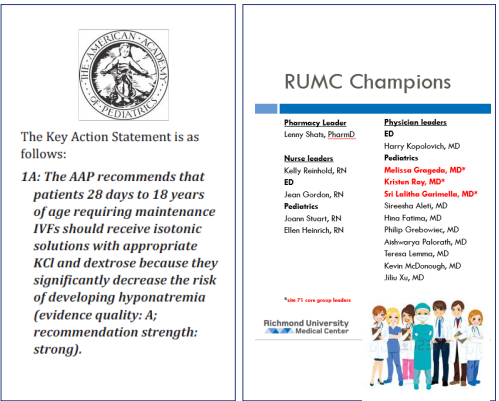 THE AMERICAN ACADEMY
OF PEDIATRICS
The Key Action Statement is as
follows:
1A: The AAP recommends that
patients 28 days to 18 years
of age requiring maintenance
IVFs should receive isotonic
solutions with appropriate
KCl and dextrose because they
significantly decrease the risk
of developing hyponatremia
(evidence quality: A;
recommendation strength:
strong).
RUMC Champions
Pharmacy Leader
Lenny Shats, PharmD
Nurse leaders
Kelly Reinhold, RN
ED
Jean Gordon, RN
Pediatrics
Joann Stuart, RN
Ellen Heinrich, RN
Physician leaders
ED
Harry Kopolovich, MD
Pediatrics
Melissa Grageda, MD*
Kristen Roy, MD*
Sri Lalitha Garimella, MD*
Sireesha Aleti, MD
Hina Fatima, MD
Philip Grebowiec, MD
Aishwarya Palorath, MD
Teresa Lemma, MD
Kevin McDonough, MD
Jiliu Xu, MD
*site 71 core group leaders
Richmond University
Medical Center